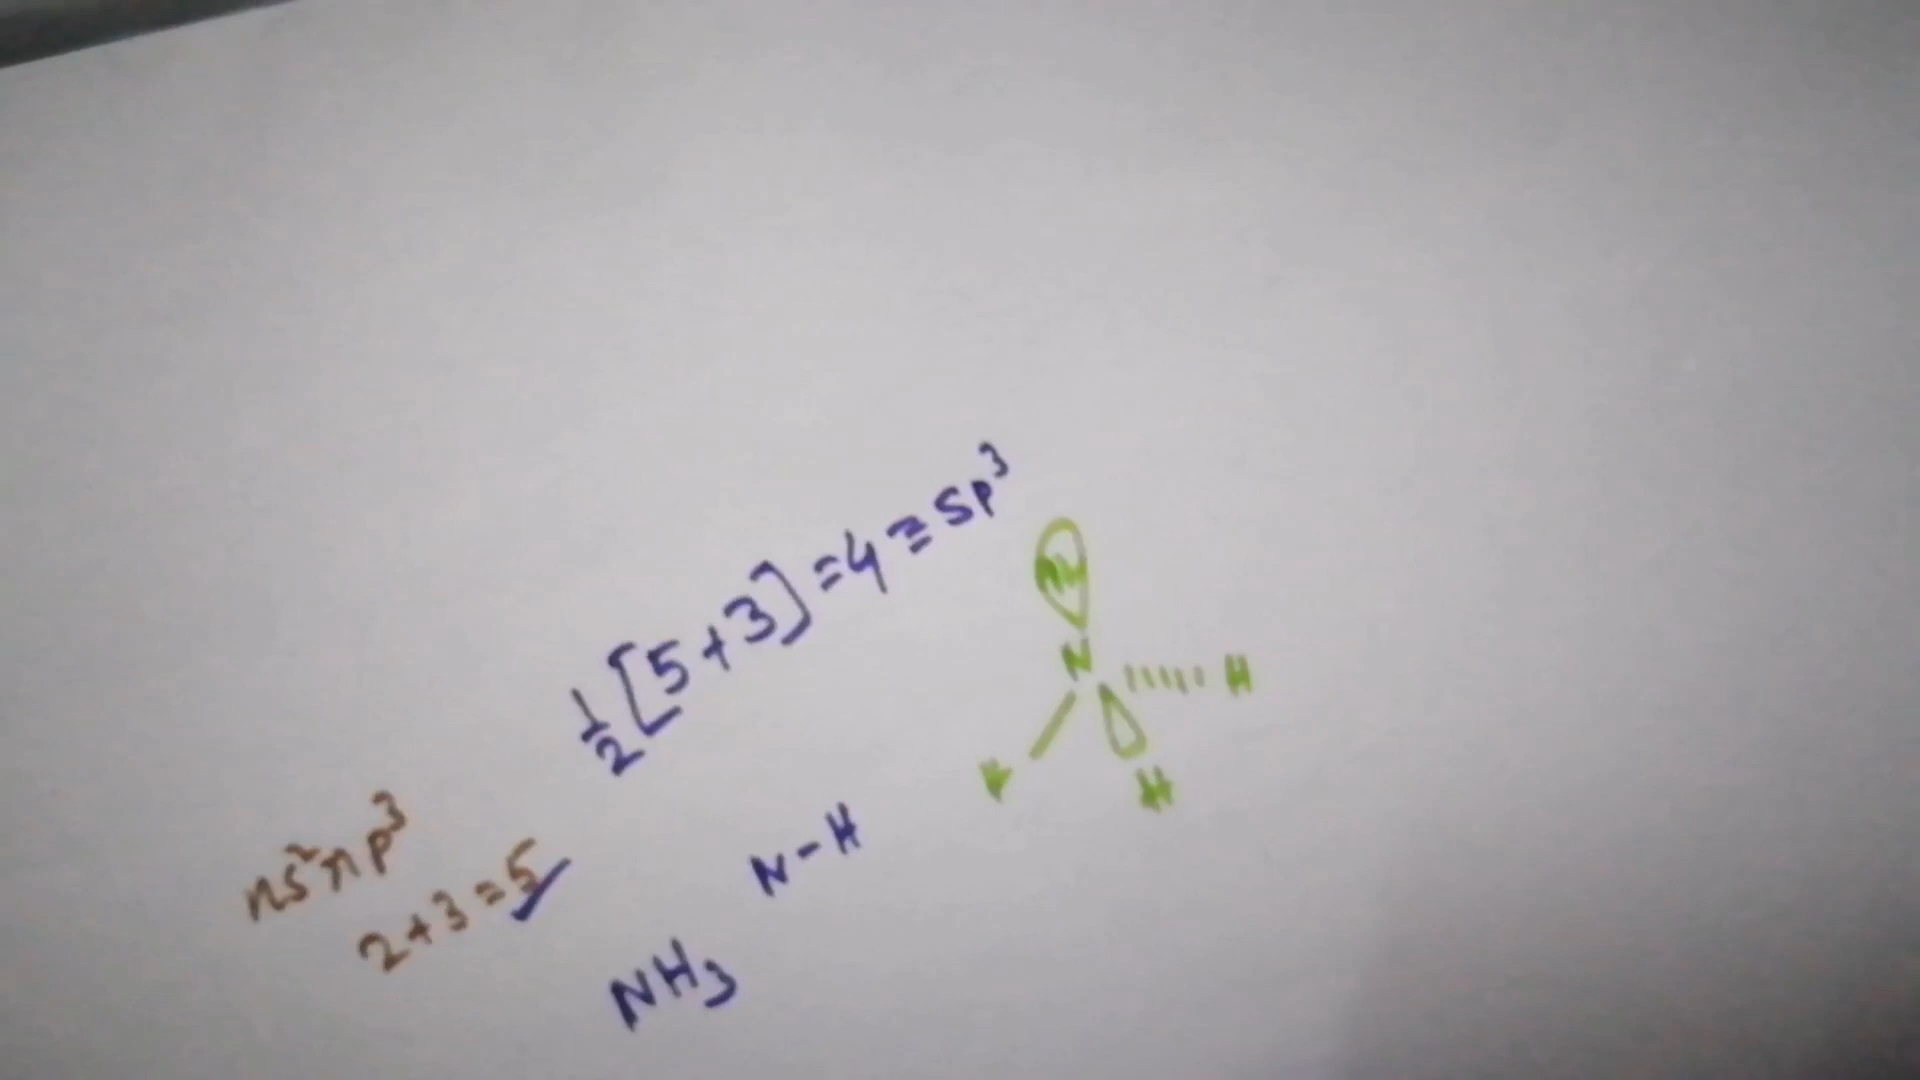 ½[5+3]=4≡sp³
N
H
H
H
ns²np³
2+3=5
N-H
NH₃